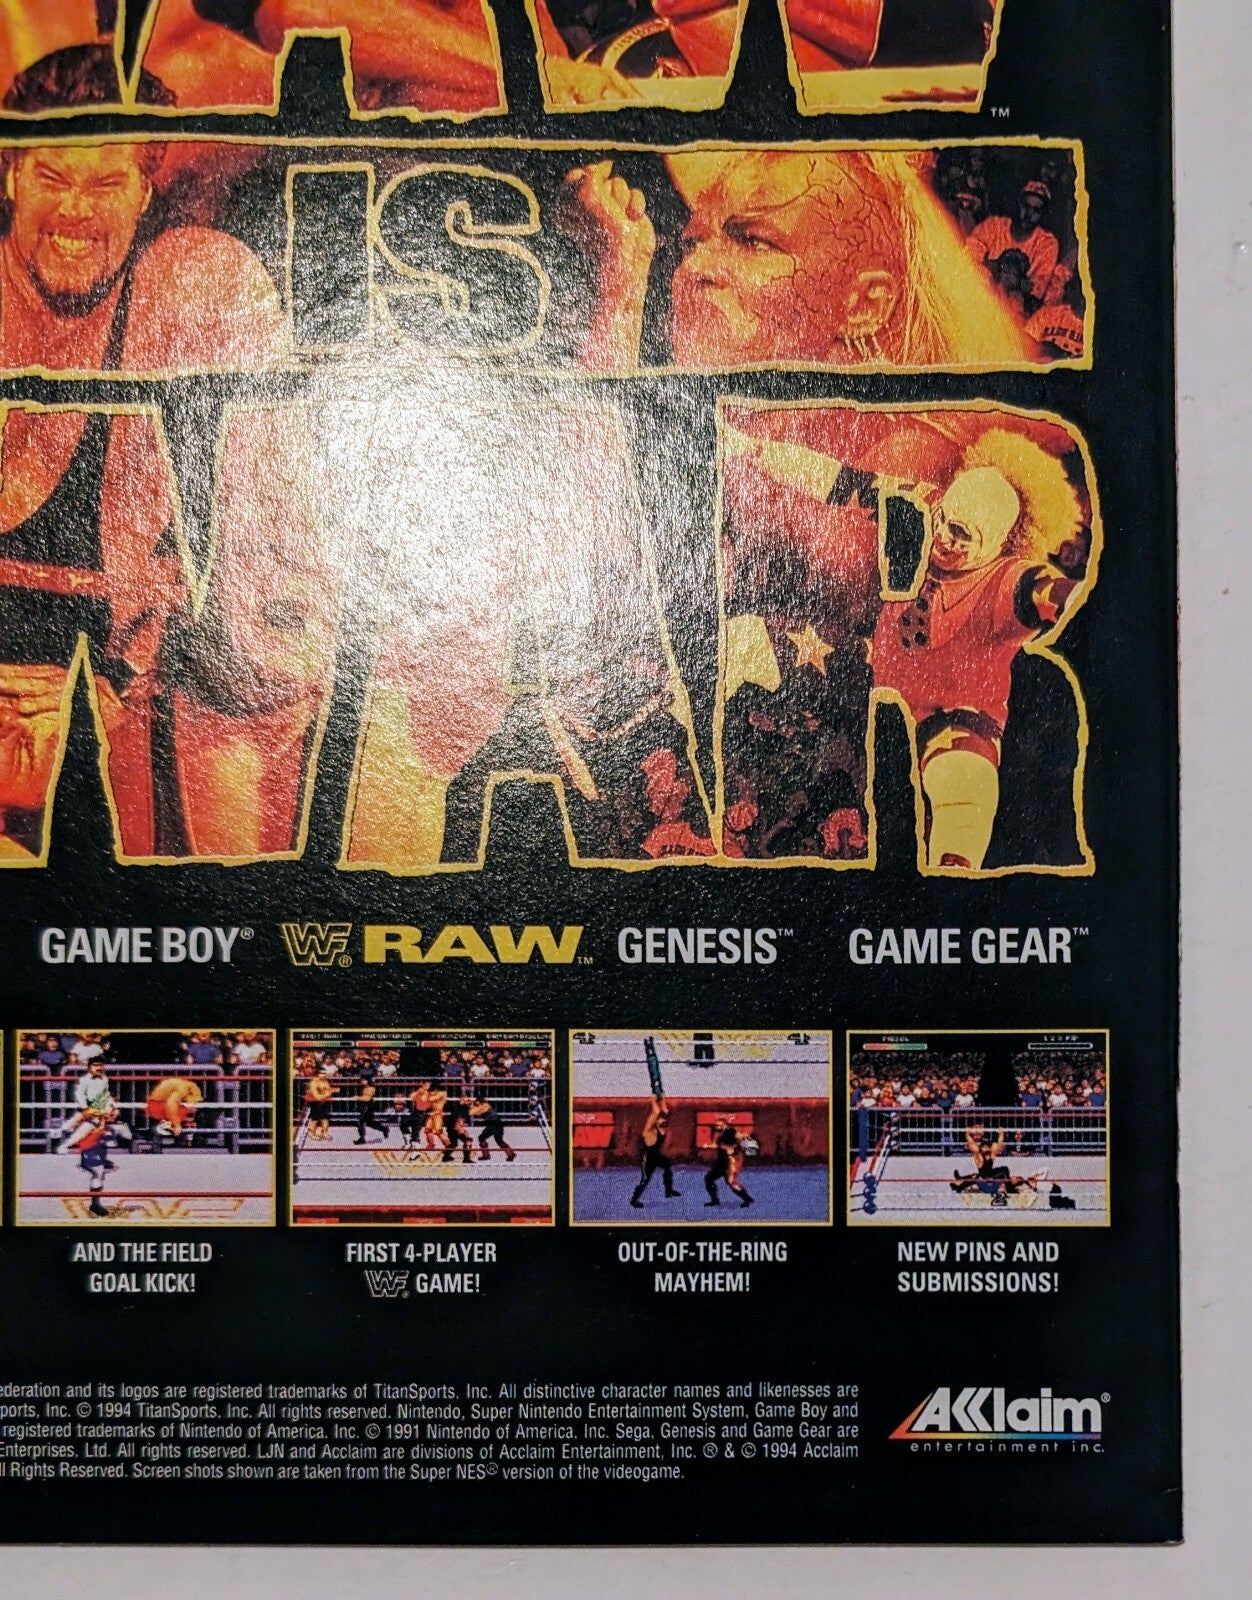 RAW™
IS
WAR
GAME BOY® WF® RAW™ GENESIS™ GAME GEAR™
AND THE FIELD
GOAL KICK!
FIRST 4-PLAYER
WF® GAME!
OUT-OF-THE-RING
MAYHEM!
NEW PINS AND
SUBMISSIONS!
ederation and its logos are registered trademarks of TitanSports, Inc. All distinctive character names and likenesses are
ports, Inc. © 1994 TitanSports, Inc. All rights reserved. Nintendo, Super Nintendo Entertainment System, Game Boy and
registered trademarks of Nintendo of America, Inc. © 1991 Nintendo of America, Inc. Sega, Genesis and Game Gear are
Enterprises, Ltd. All rights reserved. LJN and Acclaim are divisions of Acclaim Entertainment, Inc. ® & © 1994 Acclaim
ll Rights Reserved. Screen shots shown are taken from the Super NES® version of the videogame.
AKKlaim®
entertainment inc.